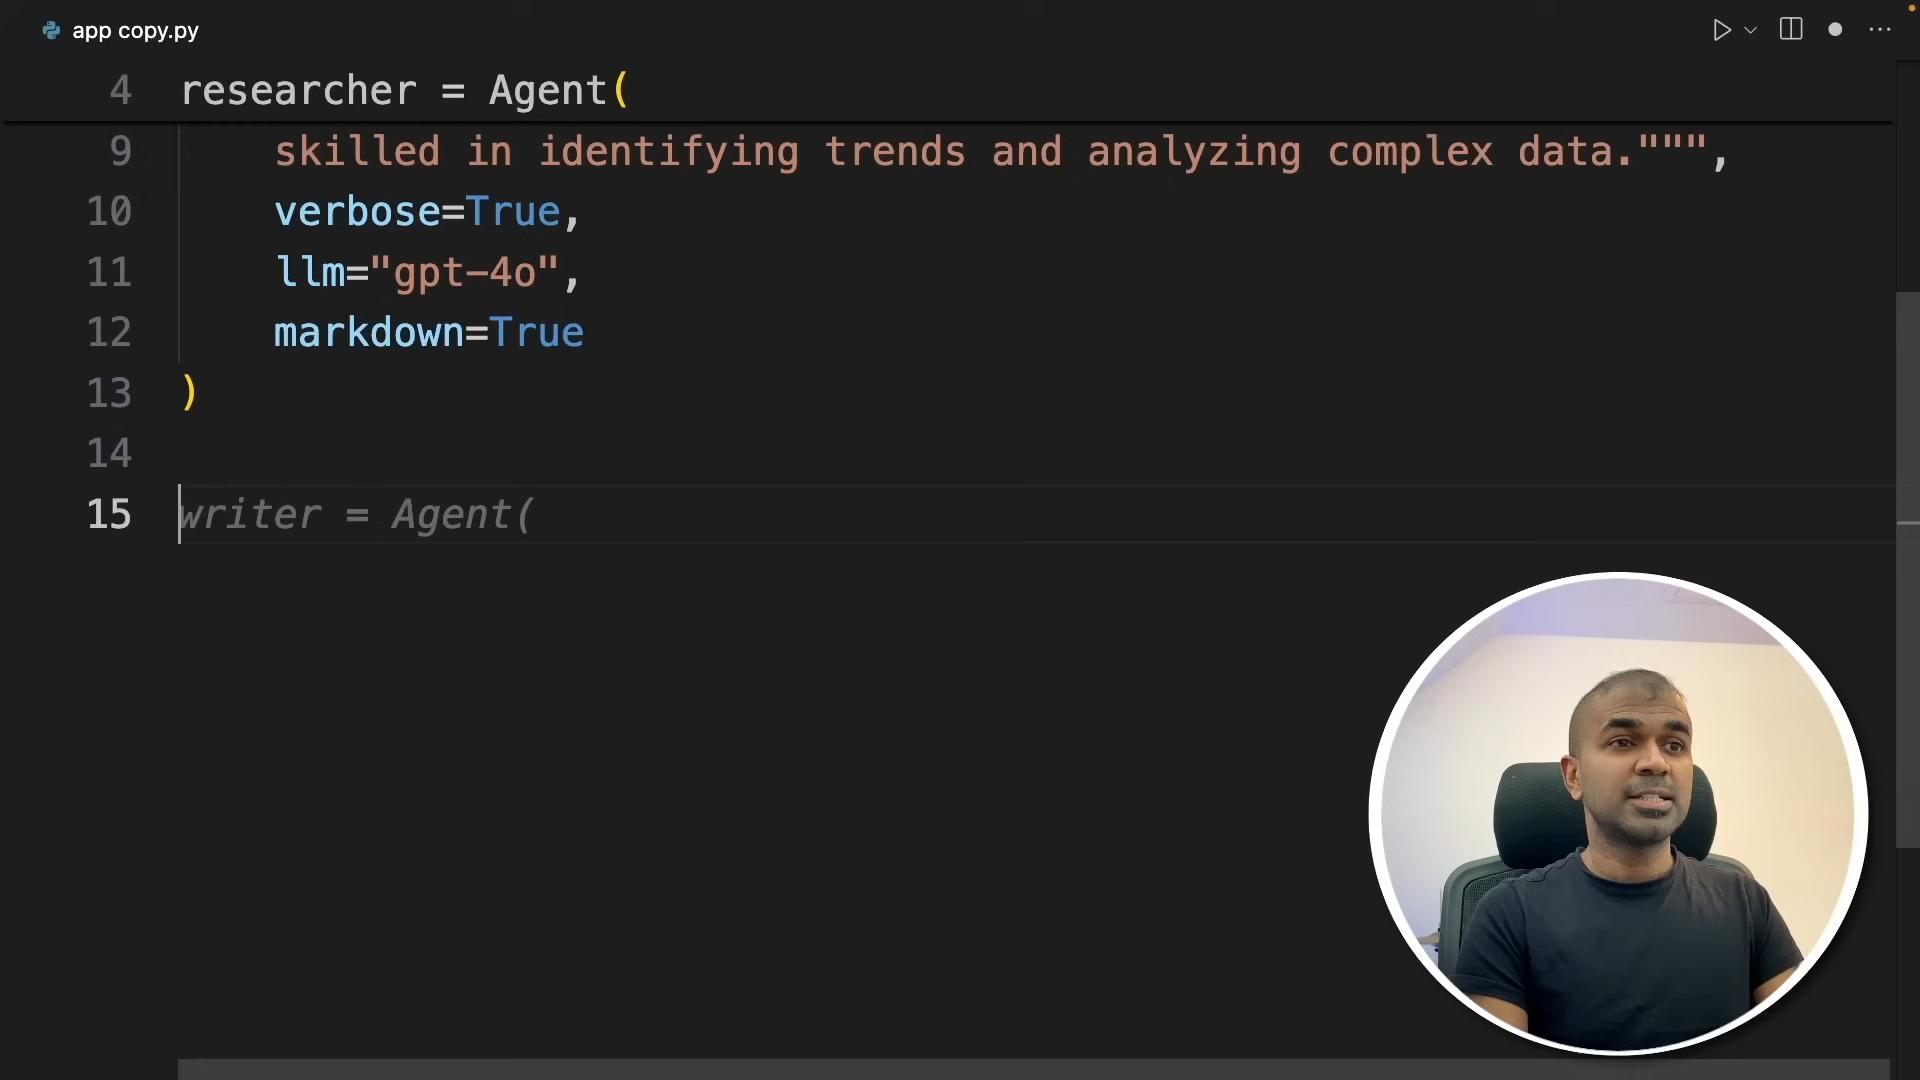 app copy.py
4 researcher = Agent(
9 skilled in identifying trends and analyzing complex data.""",
10 verbose=True,
11 llm="gpt-4o",
12 markdown=True
13 )
14
15 writer = Agent(